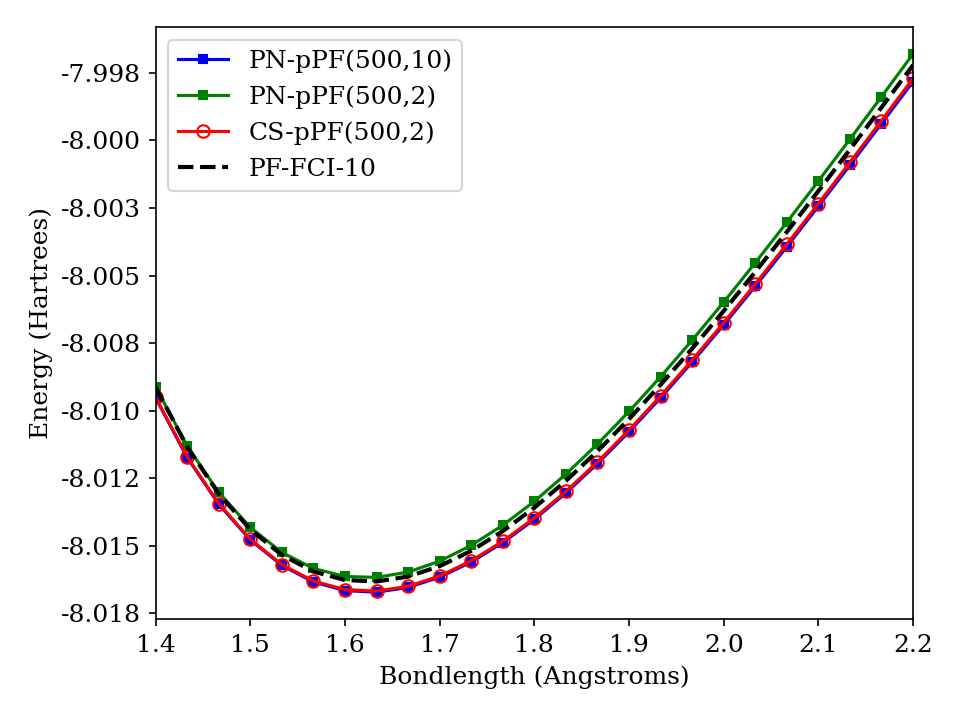 PN-pPF(500,10)
PN-pPF(500,2)
CS-pPF(500,2)
PF-FCI-10
Energy (Hartrees)
-7.998
-8.000
-8.003
-8.005
-8.008
-8.010
-8.012
-8.015
-8.018
1.4 1.5 1.6 1.7 1.8 1.9 2.0 2.1 2.2
Bondlength (Angstroms)